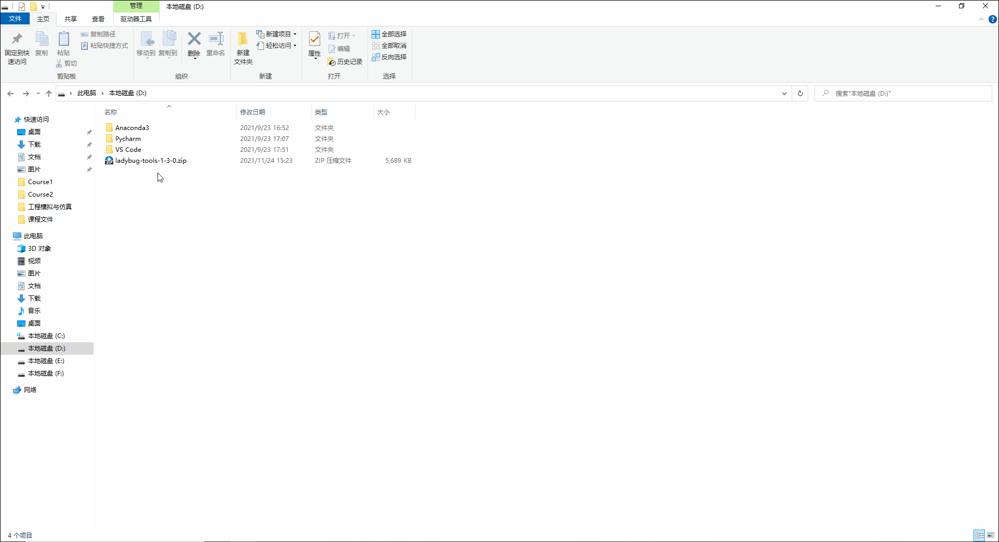 管理
本地磁盘 (D:)
文件
主页
共享
查看
驱动器工具
固定到快速访问
复制
粘贴
复制路径
粘贴快捷方式
剪切
剪贴板
移动到
复制到
删除
重命名
组织
新建
文件夹
新建项目
轻松访问
新建
属性
打开
编辑
历史记录
打开
全部选择
全部取消
反向选择
选择
此电脑
本地磁盘 (D:)
搜索"本地磁盘 (D:)"
名称 修改日期 类型 大小
Anaconda3 2021/9/23 16:52 文件夹
Pycharm 2021/9/23 17:07 文件夹
VS Code 2021/9/23 17:51 文件夹
ZIP ladybug-tools-1-3-0.zip 2021/11/24 15:23 ZIP 压缩文件 5,689 KB
快速访问
桌面
下载
文档
图片
Course1
Course2
工程模拟与仿真
课程文件
此电脑
3D 对象
视频
图片
文档
下载
音乐
桌面
本地磁盘 (C:)
本地磁盘 (D:)
本地磁盘 (E:)
本地磁盘 (F:)
网络
4 个项目